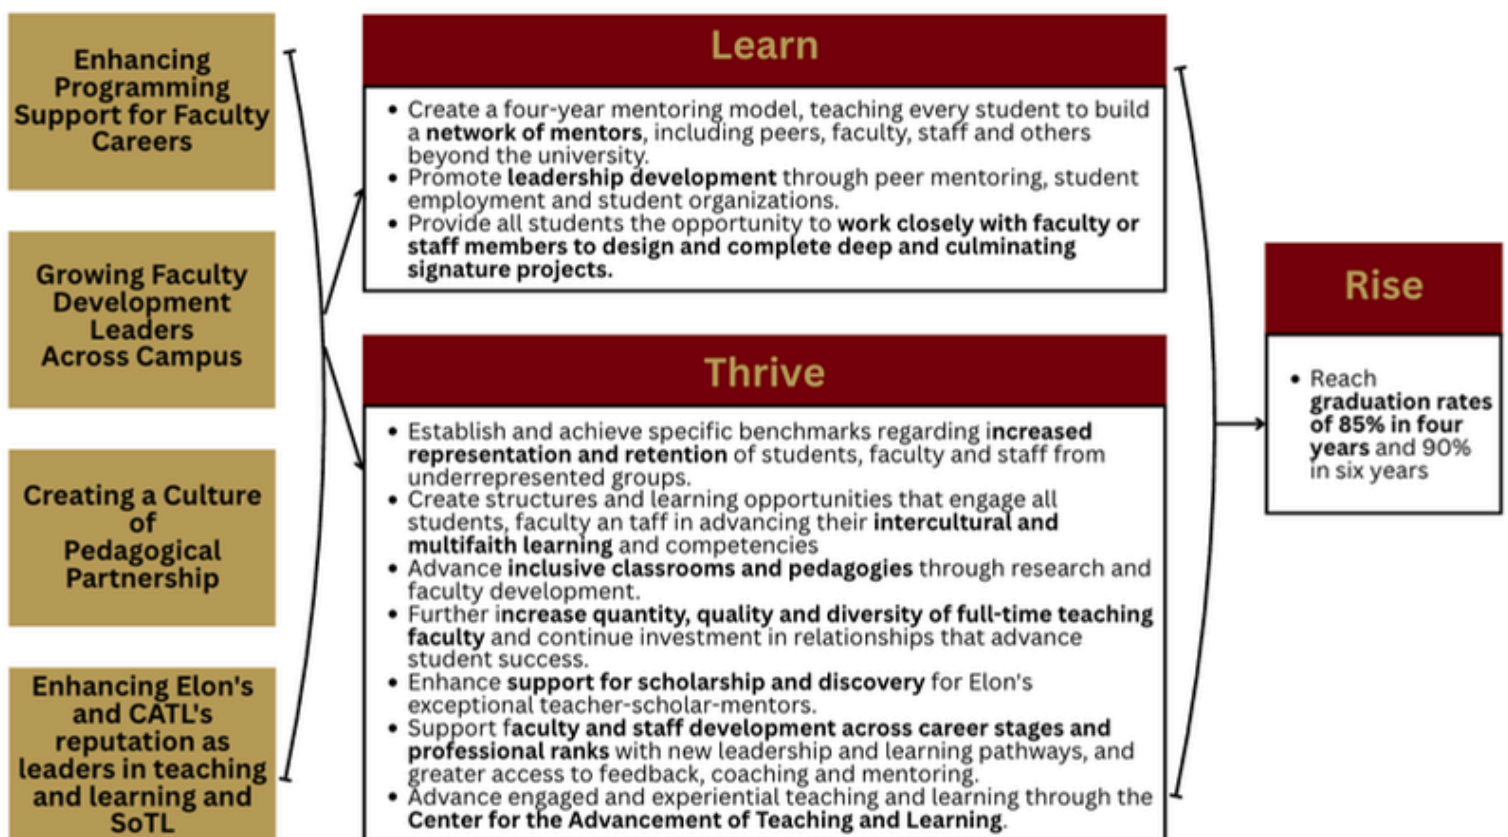 Enhancing
Programming
Support for Faculty
Careers
Growing Faculty
Development
Leaders
Across Campus
Creating a Culture
of
Pedagogical
Partnership
Enhancing Elon's
and CATL's
reputation as
leaders in teaching
and learning and
SoTL
Learn
• Create a four-year mentoring model, teaching every student to build
a network of mentors, including peers, faculty, staff and others
beyond the university.
• Promote leadership development through peer mentoring, student
employment and student organizations.
• Provide all students the opportunity to work closely with faculty or
staff members to design and complete deep and culminating
signature projects.
Thrive
• Establish and achieve specific benchmarks regarding increased
representation and retention of students, faculty and staff from
underrepresented groups.
• Create structures and learning opportunities that engage all
students, faculty an taff in advancing their intercultural and
multifaith learning and competencies
• Advance inclusive classrooms and pedagogies through research and
faculty development.
• Further increase quantity, quality and diversity of full-time teaching
faculty and continue investment in relationships that advance
student success.
• Enhance support for scholarship and discovery for Elon's
exceptional teacher-scholar-mentors.
• Support faculty and staff development across career stages and
professional ranks with new leadership and learning pathways, and
greater access to feedback, coaching and mentoring.
• Advance engaged and experiential teaching and learning through the
Center for the Advancement of Teaching and Learning.
Rise
• Reach
graduation rates
of 85% in four
years and 90%
in six years